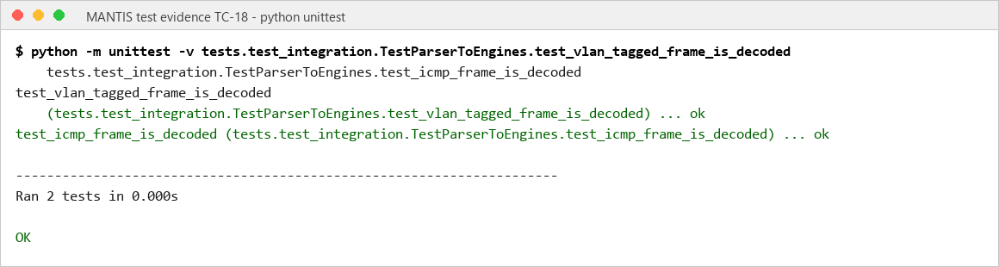 MANTIS test evidence TC-18 - python unittest
$ python -m unittest -v tests.test_integration.TestParserToEngines.test_vlan_tagged_frame_is_decoded
    tests.test_integration.TestParserToEngines.test_icmp_frame_is_decoded
test_vlan_tagged_frame_is_decoded
    (tests.test_integration.TestParserToEngines.test_vlan_tagged_frame_is_decoded) ... ok
test_icmp_frame_is_decoded (tests.test_integration.TestParserToEngines.test_icmp_frame_is_decoded) ... ok
----------------------------------------------------------------------
Ran 2 tests in 0.000s
OK